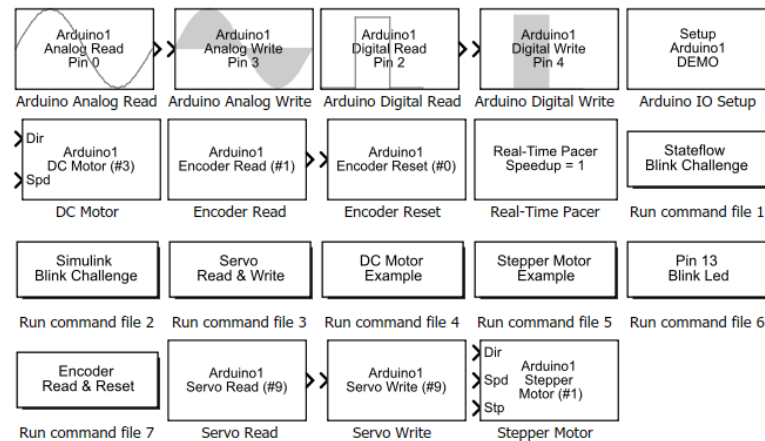 Arduino1
Analog Read
Pin 0
Arduino Analog Read
Arduino1
Analog Write
Pin 3
Arduino Analog Write
Arduino1
Digital Read
Pin 2
Arduino Digital Read
Arduino1
Digital Write
Pin 4
Arduino Digital Write
Setup
Arduino1
DEMO
Arduino IO Setup
Dir
Spd
Arduino1
DC Motor (#3)
DC Motor
Arduino1
Encoder Read (#1)
Encoder Read
Arduino1
Encoder Reset (#0)
Encoder Reset
Real-Time Pacer
Speedup = 1
Real-Time Pacer
Stateflow
Blink Challenge
Run command file 1
Simulink
Blink Challenge
Run command file 2
Servo
Read & Write
Run command file 3
DC Motor
Example
Run command file 4
Stepper Motor
Example
Run command file 5
Pin 13
Blink Led
Run command file 6
Encoder
Read & Reset
Run command file 7
Arduino1
Servo Read (#9)
Servo Read
Arduino1
Servo Write (#9)
Servo Write
Dir
Spd
Stp
Arduino1
Stepper
Motor (#1)
Stepper Motor